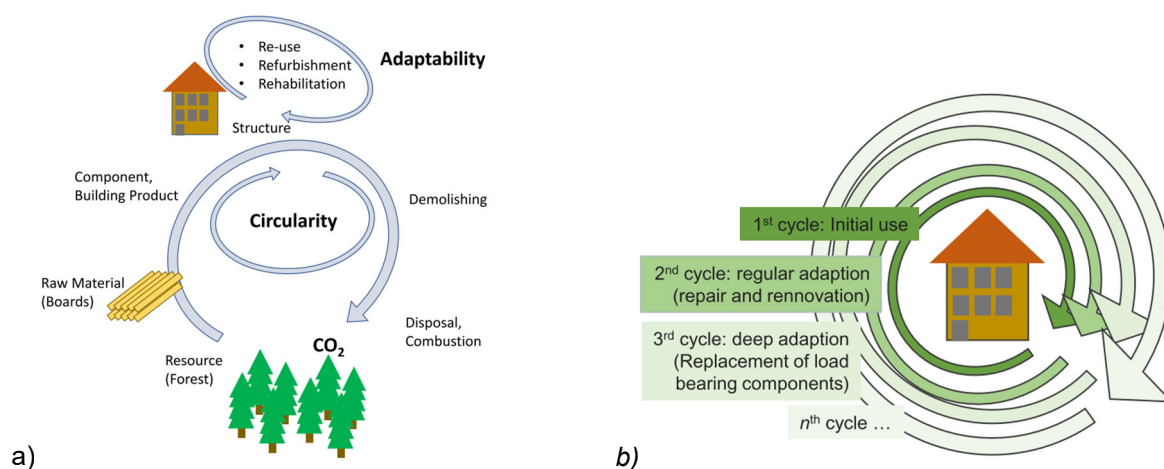 • Re-use
• Refurbishment
• Rehabilitation
Adaptability
Structure
Component,
Building Product
Demolishing
Circularity
Raw Material
(Boards)
Disposal,
Combustion
Resource
(Forest)
CO₂
a)
1st cycle: Initial use
2nd cycle: regular adaption
(repair and rennovation)
3rd cycle: deep adaption
(Replacement of load
bearing components)
nth cycle ...
b)